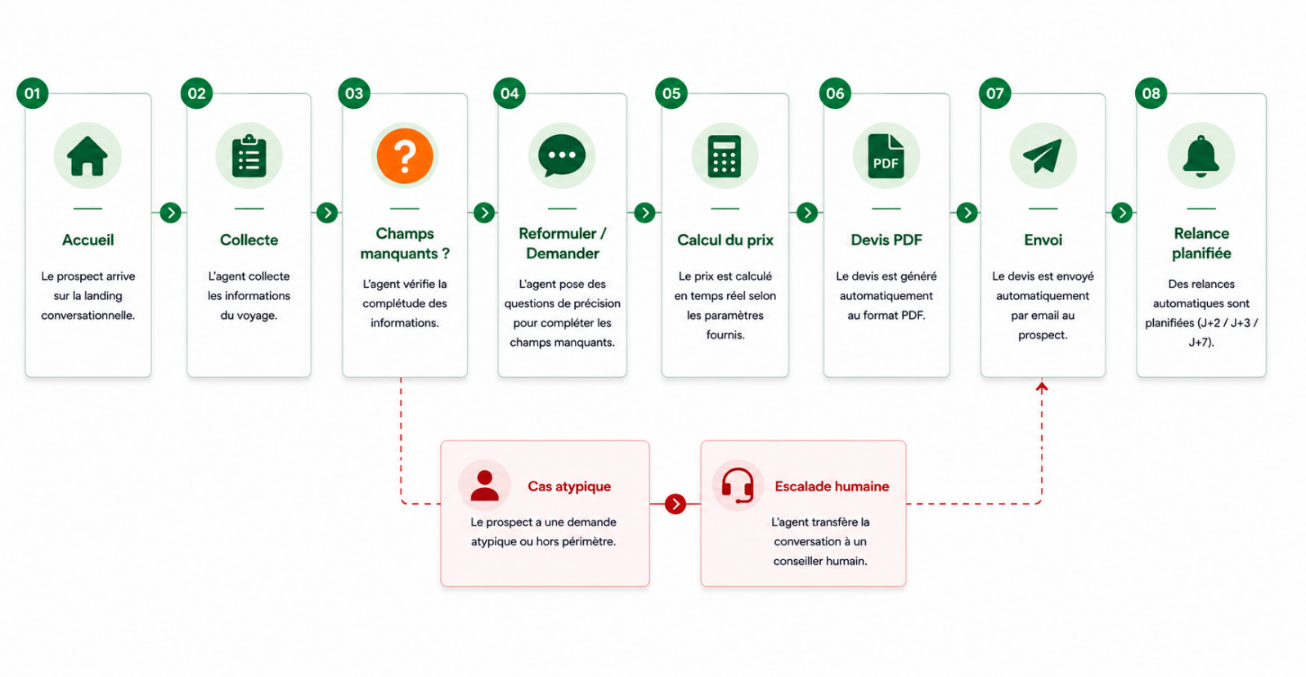 01
Accueil
Le prospect arrive
sur la landing
conversationnelle.
02
Collecte
L'agent collecte
les informations
du voyage.
03
?
Champs
manquants ?
L'agent vérifie la
complétude des
informations.
04
Reformuler /
Demander
L'agent pose des
questions de précision
pour compléter les
champs manquants.
05
Calcul du prix
Le prix est calculé
en temps réel selon
les paramètres
fournis.
06
PDF
Devis PDF
Le devis est généré
automatiquement
au format PDF.
07
Envoi
Le devis est envoyé
automatiquement
par email au
prospect.
08
Relance
planifiée
Des relances
automatiques sont
planifiées (J+2 / J+3 /
J+7).
Cas atypique
Le prospect a une demande
atypique ou hors périmètre.
Escalade humaine
L'agent transfère la
conversation à un
conseiller humain.